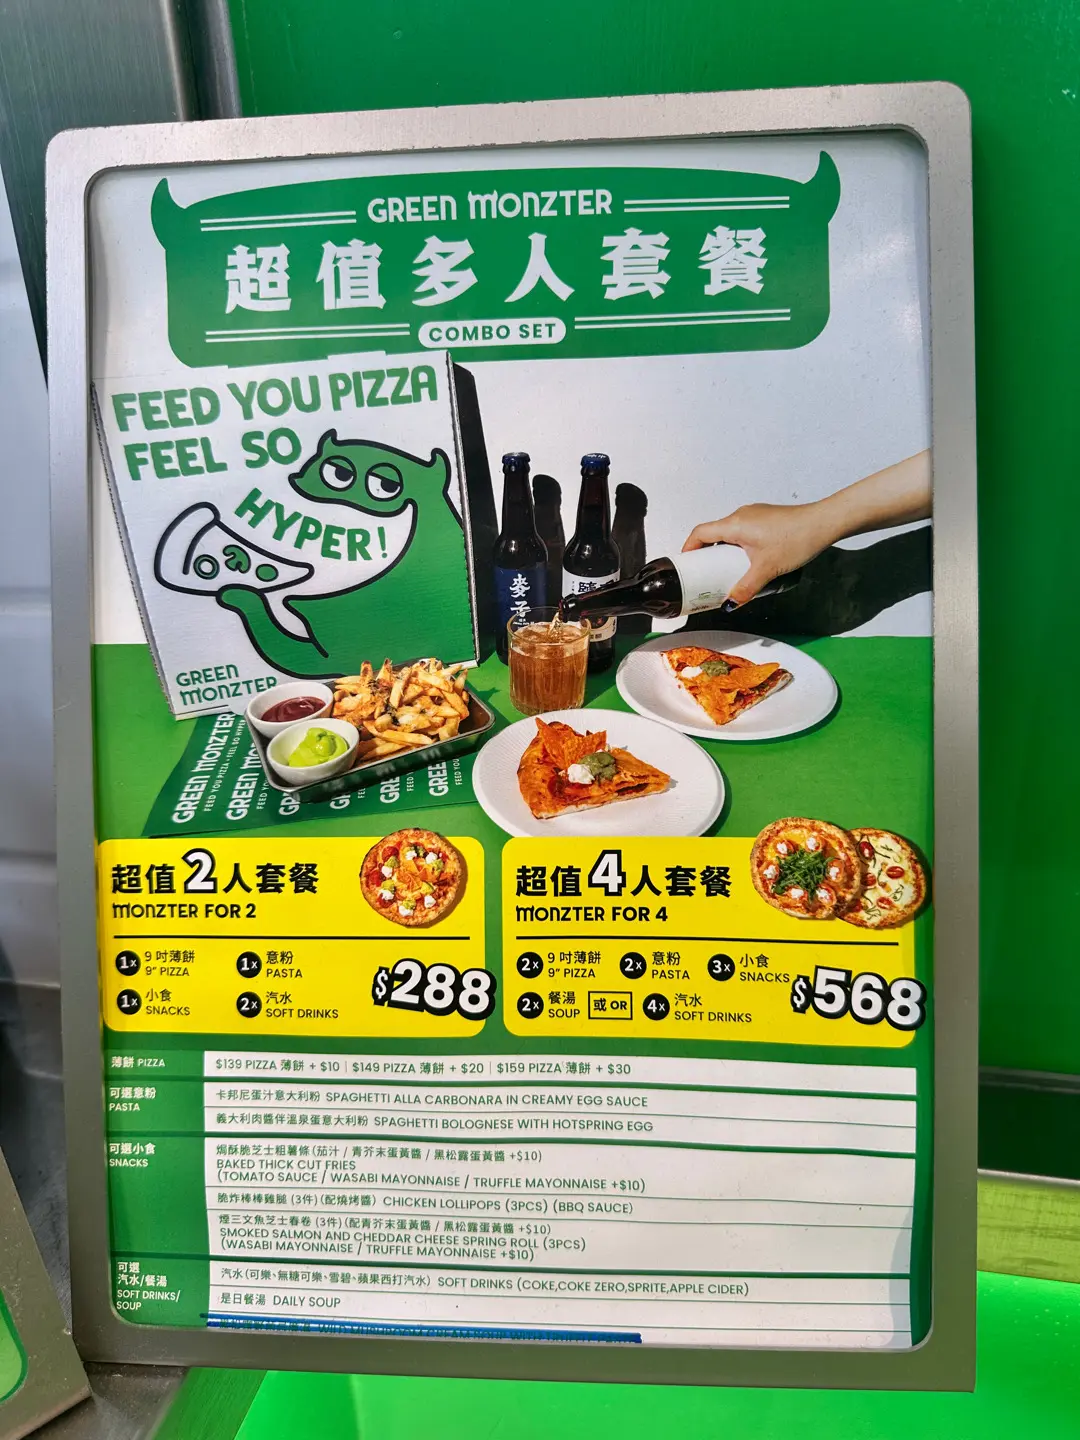 GREEN MONZTER
超值多人套餐
COMBO SET
FEED YOU PIZZA
FEEL SO
HYPER!
GREEN
MONZTER
麥子
GREEN MONZTER
FEED YOU PIZZA · FEEL SO HYPER
超值2人套餐
MONZTER FOR 2
1x 9吋薄餅 1x 意粉
9" PIZZA PASTA
1x 小食 2x 汽水
SNACKS SOFT DRINKS
$288
超值4人套餐
MONZTER FOR 4
2x 9吋薄餅 2x 意粉 3x 小食
9" PIZZA PASTA SNACKS
2x 餐湯 或 OR 4x 汽水
SOUP SOFT DRINKS
$568
薄餅 PIZZA
$139 PIZZA 薄餅 + $10 | $149 PIZZA 薄餅 + $20 | $159 PIZZA 薄餅 + $30
可選意粉
PASTA
卡邦尼蛋汁意大利粉 SPAGHETTI ALLA CARBONARA IN CREAMY EGG SAUCE
義大利肉醬伴溫泉蛋意大利粉 SPAGHETTI BOLOGNESE WITH HOTSPRING EGG
可選小食
SNACKS
焗酥脆芝士粗薯條(茄汁 / 青芥末蛋黃醬 / 黑松露蛋黃醬 +$10)
BAKED THICK CUT FRIES
(TOMATO SAUCE / WASABI MAYONNAISE / TRUFFLE MAYONNAISE +$10)
脆炸棒棒雞腿 (3件)(配燒烤醬) CHICKEN LOLLIPOPS (3PCS) (BBQ SAUCE)
煙三文魚芝士春卷 (3件)(配青芥末蛋黃醬 / 黑松露蛋黃醬 +$10)
SMOKED SALMON AND CHEDDAR CHEESE SPRING ROLL (3PCS)
(WASABI MAYONNAISE / TRUFFLE MAYONNAISE +$10)
可選
汽水/餐湯
SOFT DRINKS/
SOUP
汽水(可樂、無糖可樂、雪碧、蘋果西打汽水) SOFT DRINKS (COKE,COKE ZERO,SPRITE,APPLE CIDER)
是日餐湯 DAILY SOUP